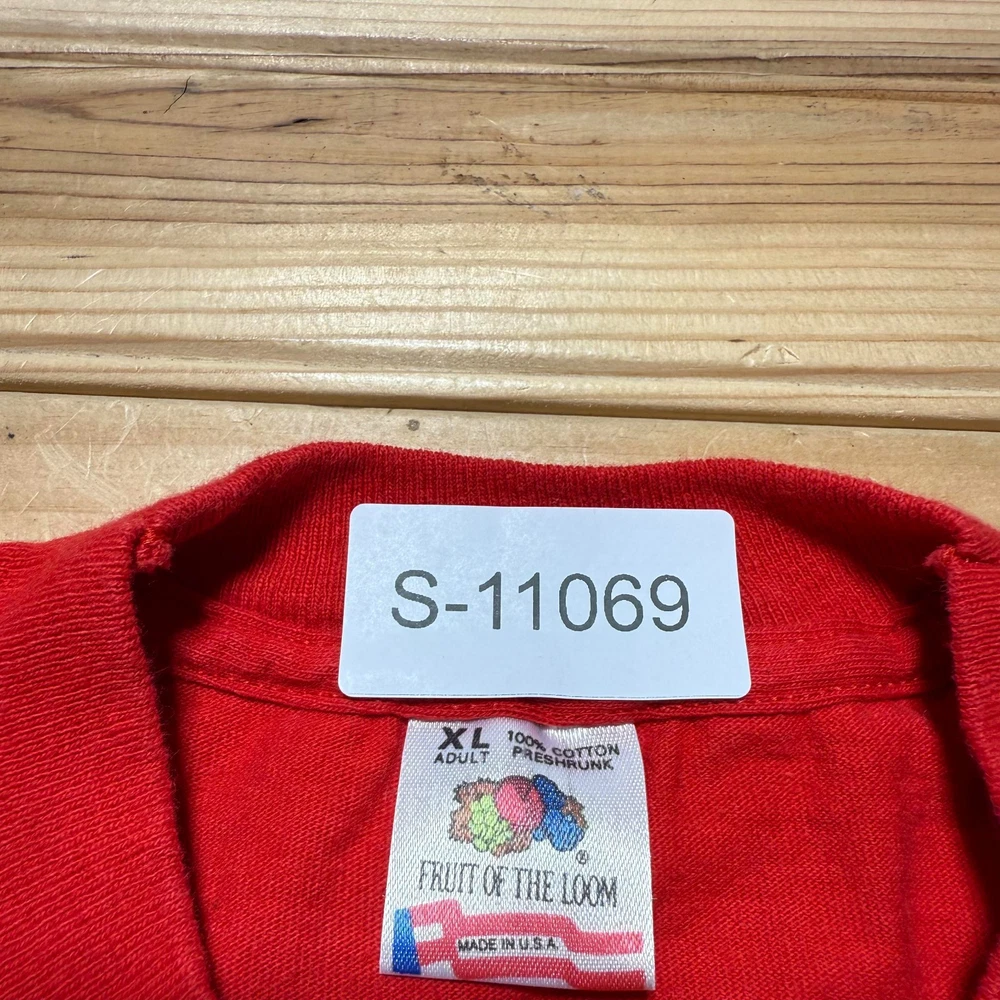 S-11069
XL
ADULT
100% COTTON
PRESHRUNK
®
FRUIT OF THE LOOM
MADE IN U.S.A.